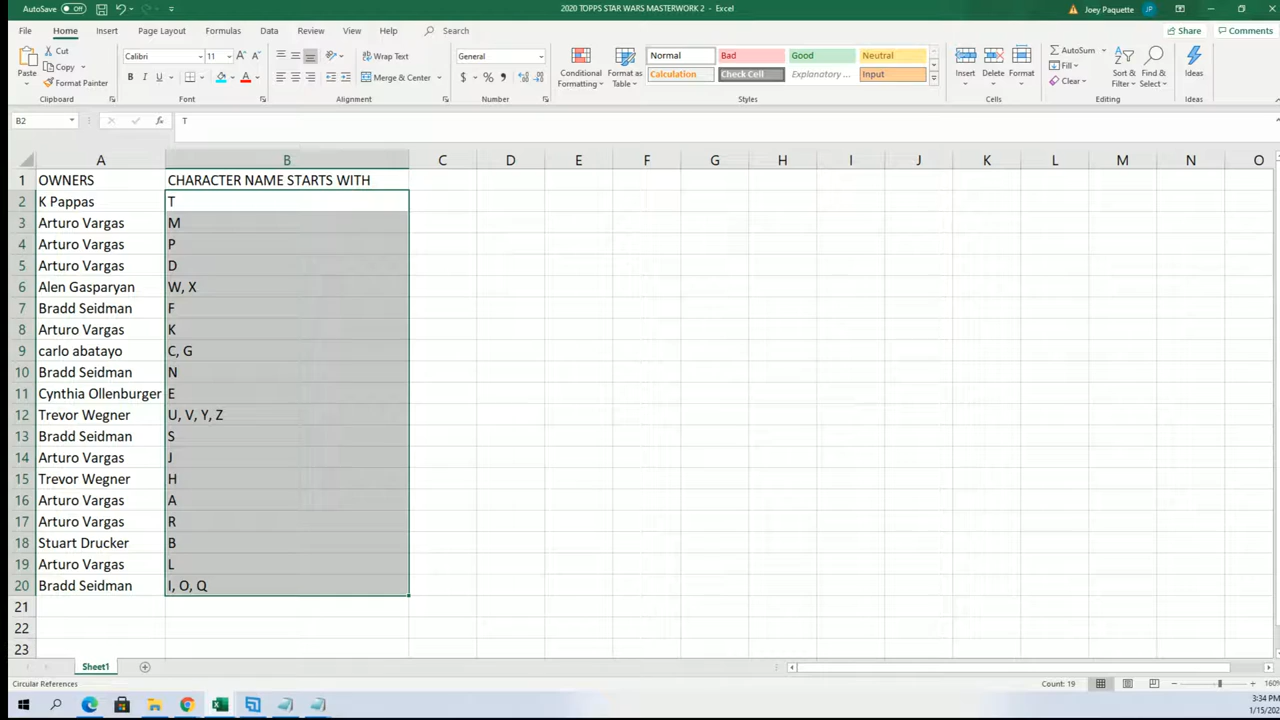 AutoSave Off 2020 TOPPS STAR WARS MASTERWORK 2 - Excel Joey Paquette JP
File Home Insert Page Layout Formulas Data Review View Help Search Share Comments
Paste Cut Copy Format Painter Clipboard
Calibri 11 B I U Font
Wrap Text Merge & Center Alignment
General $ % , Number
Conditional Formatting Format as Table
Normal Bad Good Neutral
Calculation Check Cell Explanatory ... Input
Styles
Insert Delete Format Cells
AutoSum Fill Clear Sort & Filter Find & Select Editing
Ideas Ideas
B2 fx T
A B C D E F G H I J K L M N O
1 OWNERS CHARACTER NAME STARTS WITH
2 K Pappas T
3 Arturo Vargas M
4 Arturo Vargas P
5 Arturo Vargas D
6 Alen Gasparyan W, X
7 Bradd Seidman F
8 Arturo Vargas K
9 carlo abatayo C, G
10 Bradd Seidman N
11 Cynthia Ollenburger E
12 Trevor Wegner U, V, Y, Z
13 Bradd Seidman S
14 Arturo Vargas J
15 Trevor Wegner H
16 Arturo Vargas A
17 Arturo Vargas R
18 Stuart Drucker B
19 Arturo Vargas L
20 Bradd Seidman I, O, Q
21
22
23
Sheet1
Circular References Count: 19 160%
3:34 PM
1/15/202